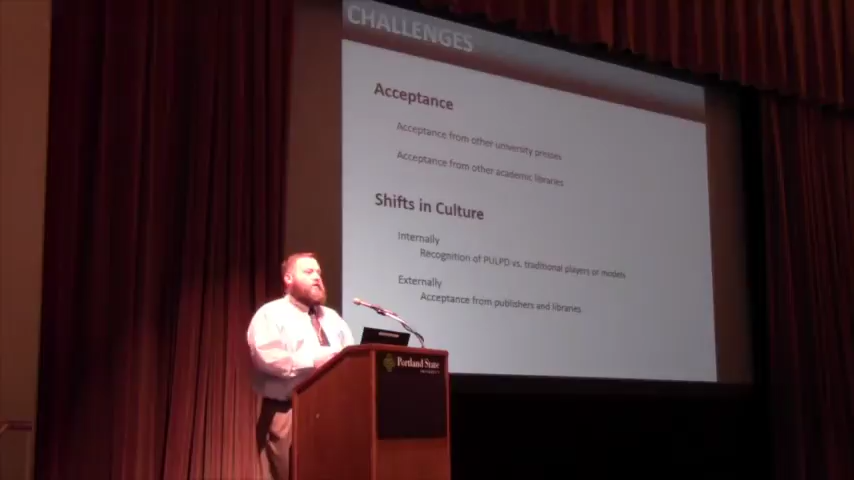 CHALLENGES
Acceptance
Acceptance from other university presses
Acceptance from other academic libraries
Shifts in Culture
Internally
Recognition of PULPD vs. traditional players or models
Externally
Acceptance from publishers and libraries
Portland State
UNIVERSITY